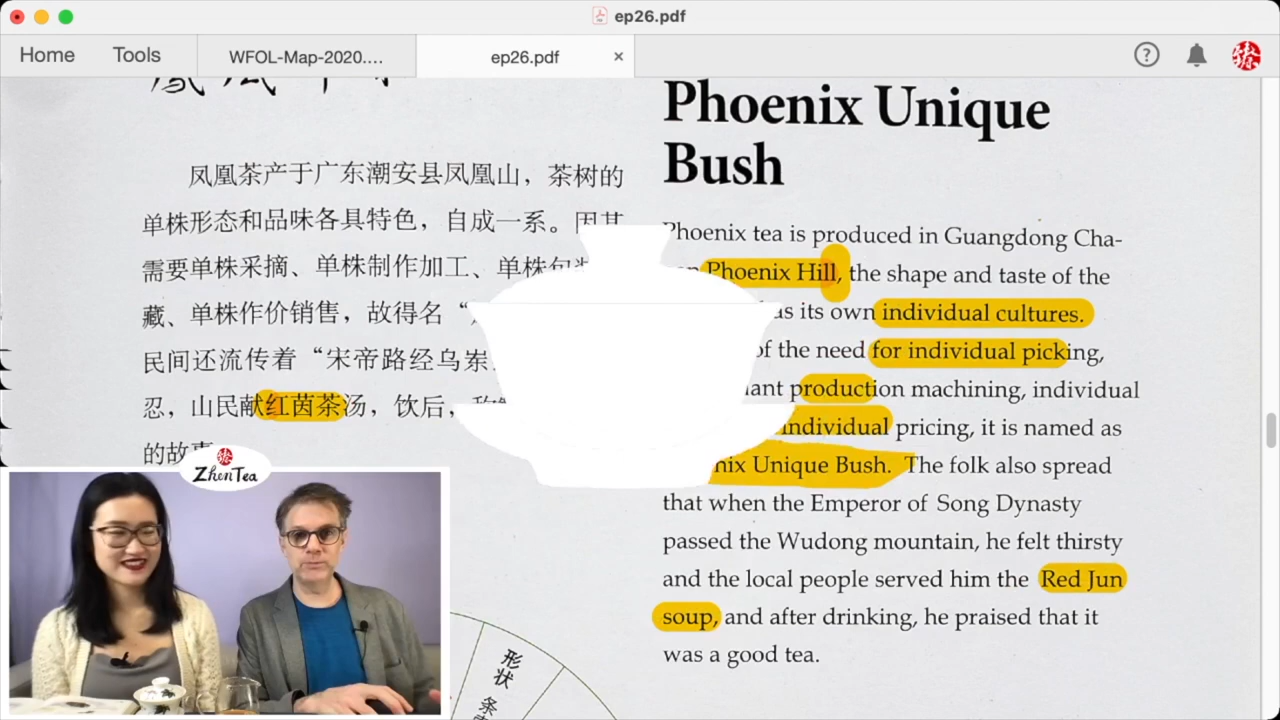 ep26.pdf
Home
Tools
WFOL-Map-2020....
ep26.pdf
×
?
凤凰茶产于广东潮安县凤凰山，茶树的
单株形态和品味各具特色，自成一系。因其
需要单株采摘、单株制作加工、单株包装
藏、单株作价销售，故得名“
民间还流传着“宋帝路经乌岽
忍，山民献红茵茶汤，饮后，
的故事
Phoenix Unique
Bush
Phoenix tea is produced in Guangdong Cha-
Phoenix Hill, the shape and taste of the
as its own individual cultures.
of the need for individual picking,
production machining, individual
individual pricing, it is named as
Unique Bush. The folk also spread
that when the Emperor of Song Dynasty
passed the Wudong mountain, he felt thirsty
and the local people served him the Red Jun
soup, and after drinking, he praised that it
was a good tea.
Zhen Tea
形状